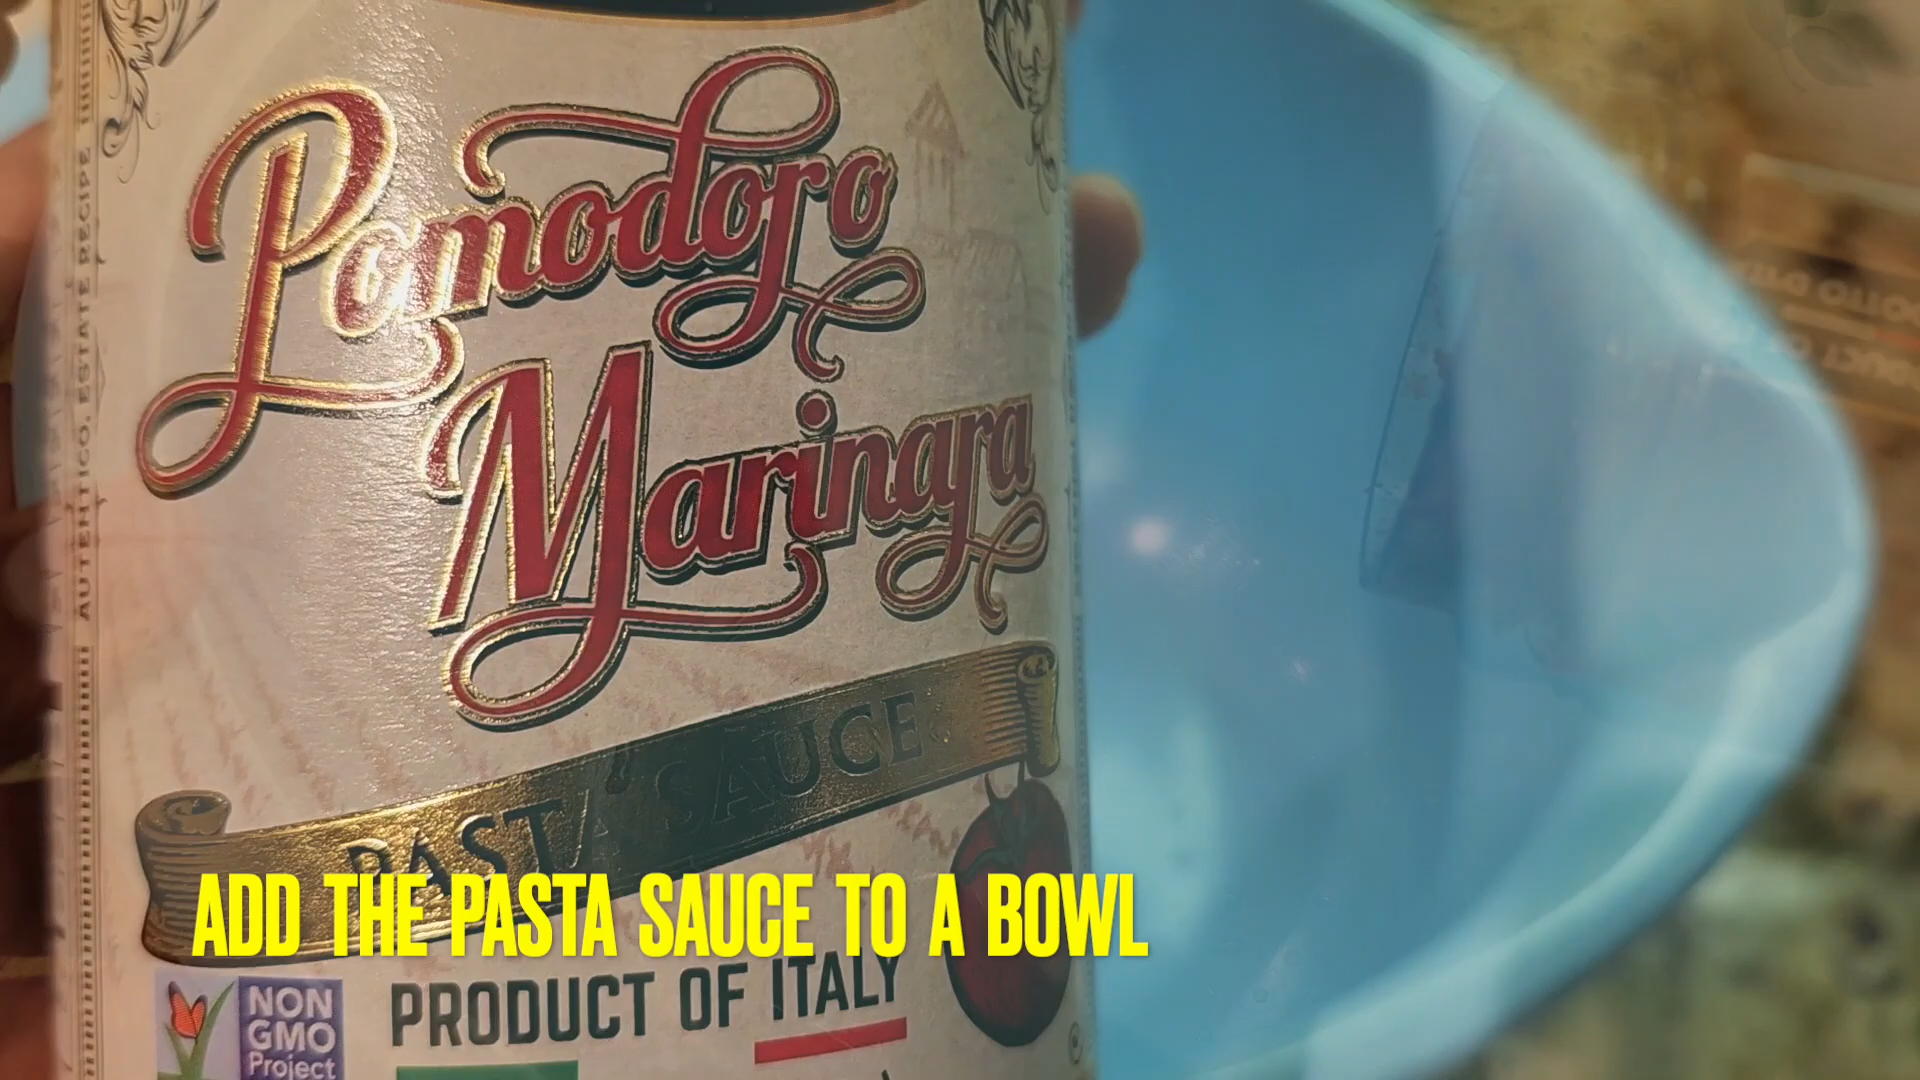 Pomodoro
Marinara
PASTA SAUCE
ADD THE PASTA SAUCE TO A BOWL
PRODUCT OF ITALY
NON
GMO
Project
AUTENTICO, ESTATE RECIPE